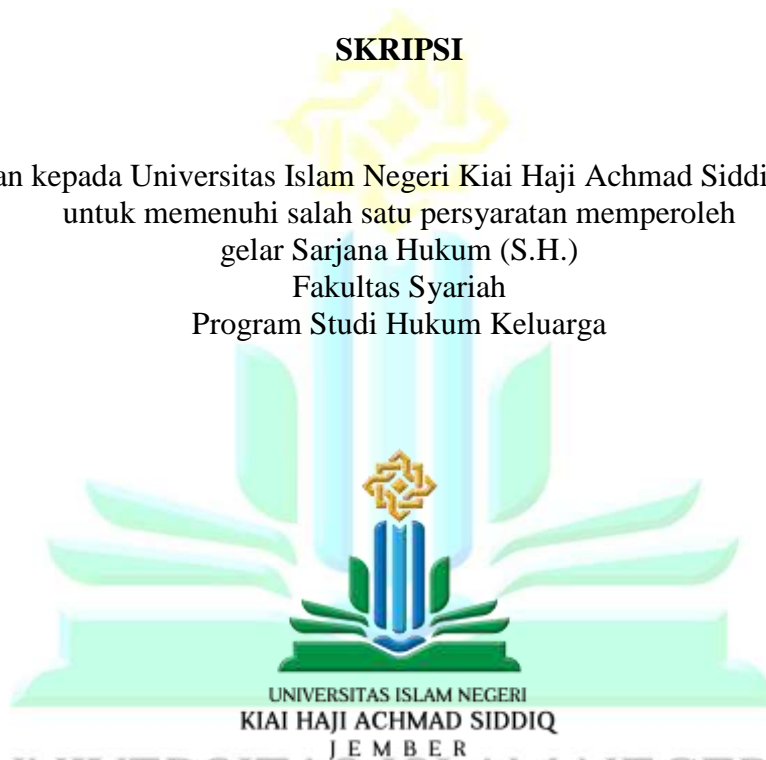 SKRIPSI
an kepada Universitas Islam Negeri Kiai Haji Achmad Siddi
untuk memenuhi salah satu persyaratan memperoleh
gelar Sarjana Hukum (S.H.)
Fakultas Syariah
Program Studi Hukum Keluarga
UNIVERSITAS ISLAM NEGERI
KIAI HAJI ACHMAD SIDDIQ
JEMBER